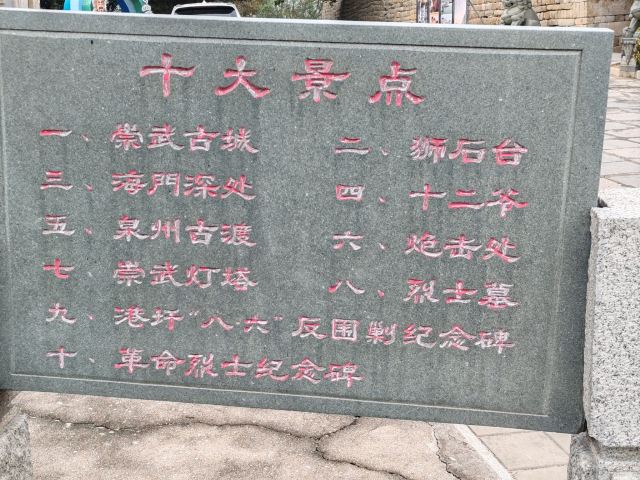 十大景点
一、崇武古城 二、狮石台
三、海門深处 四、十二爷
五、泉州古渡 六、炮击处
七、崇武灯塔 八、烈士墓
九、港圩“八六”反围剿纪念碑
十、革命烈士纪念碑